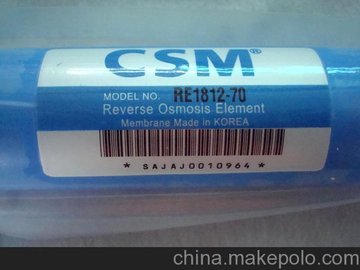 CSM®
MODEL NO. RE1812-70
Reverse Osmosis Element
Membrane Made in KOREA
* SAJAJ0010964 *
china.makepolo.com